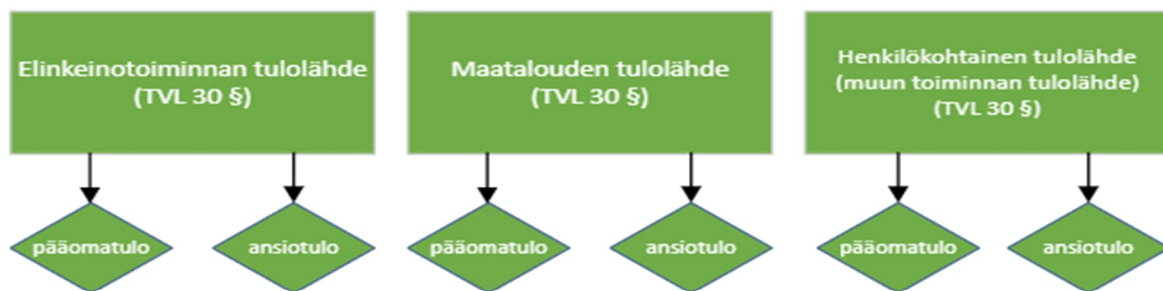 Elinkeinotoiminnan tulolähde
(TVL 30 §)
Maatalouden tulolähde
(TVL 30 §)
Henkilökohtainen tulolähde
(muun toiminnan tulolähde)
(TVL 30 §)
pääomatulo
ansiotulo
pääomatulo
ansiotulo
pääomatulo
ansiotulo